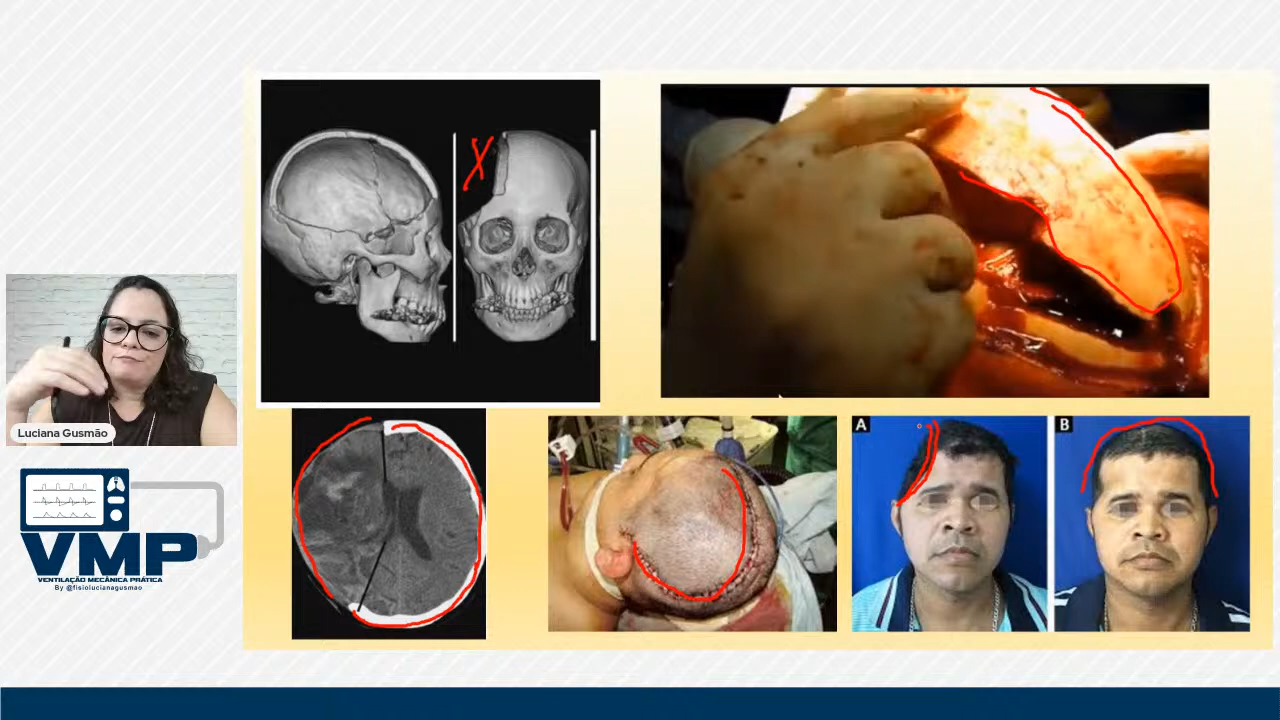 Luciana Gusmão
VMP
VENTILAÇÃO MECÂNICA PRÁTICA
By @fisiolucianagusmao
X
A
B